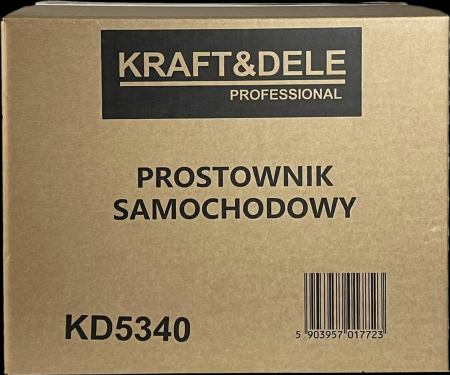 KRAFT&DELE
PROFESSIONAL
PROSTOWNIK
SAMOCHODOWY
KD5340
5 903957 017723